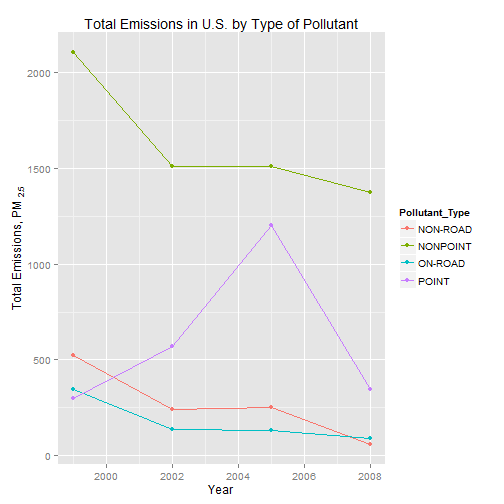 Total Emissions in U.S. by Type of Pollutant
Total Emissions, PM 2.5
2000
1500
1000
500
0
2000
2002
2004
2006
2008
Year
Pollutant_Type
NON-ROAD
NONPOINT
ON-ROAD
POINT